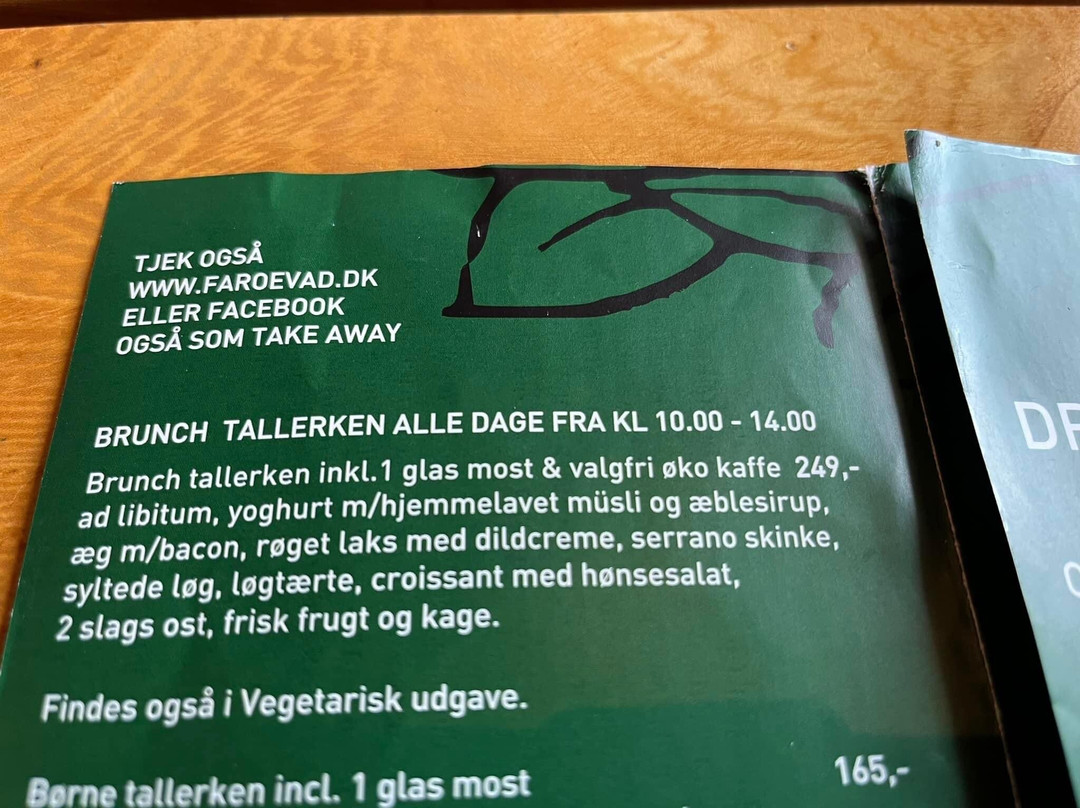 TJEK OGSÅ
WWW.FAROEVAD.DK
ELLER FACEBOOK
OGSÅ SOM TAKE AWAY
BRUNCH TALLERKEN ALLE DAGE FRA KL 10.00 - 14.00
Brunch tallerken inkl.1 glas most & valgfri øko kaffe 249,-
ad libitum, yoghurt m/hjemmelavet müsli og æblesirup,
æg m/bacon, røget laks med dildcreme, serrano skinke,
syltede løg, løgtærte, croissant med hønsesalat,
2 slags ost, frisk frugt og kage.
Findes også i Vegetarisk udgave.
Børne tallerken incl. 1 glas most 165,-